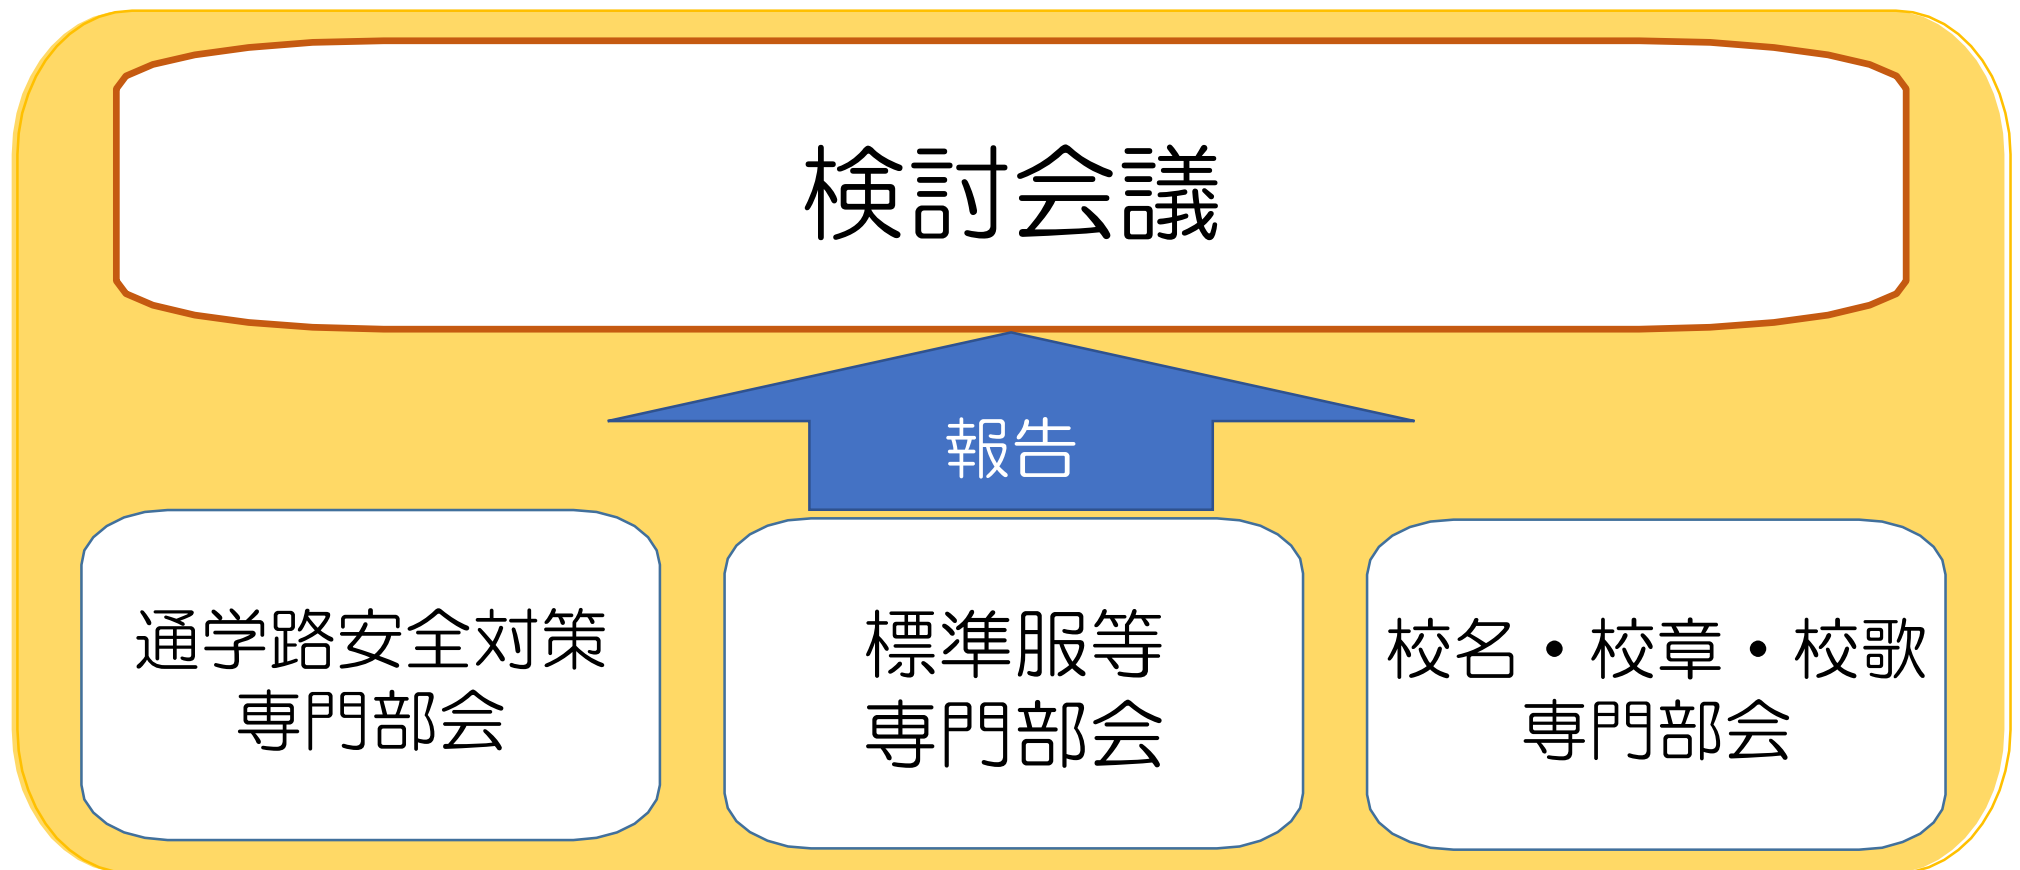 検討会議
報告
通学路安全対策
専門部会
標準服等
専門部会
校名・校章・校歌
専門部会